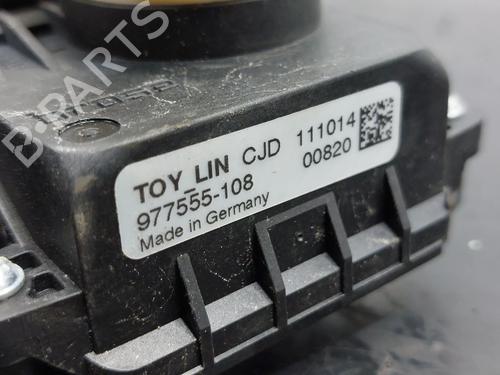 B-PARTS
TOY_LIN CJD 111014
977555-108 00820
Made in Germany